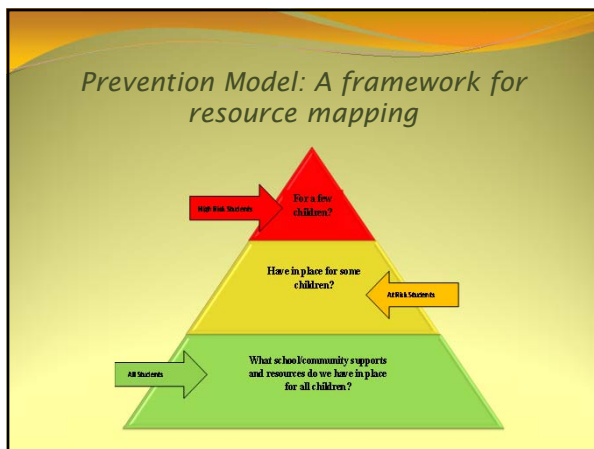 Prevention Model: A framework for
resource mapping
High Risk Students
For a few
children?
Have in place for some
children?
At Risk Students
All Students
What school/community supports
and resources do we have in place
for all children?